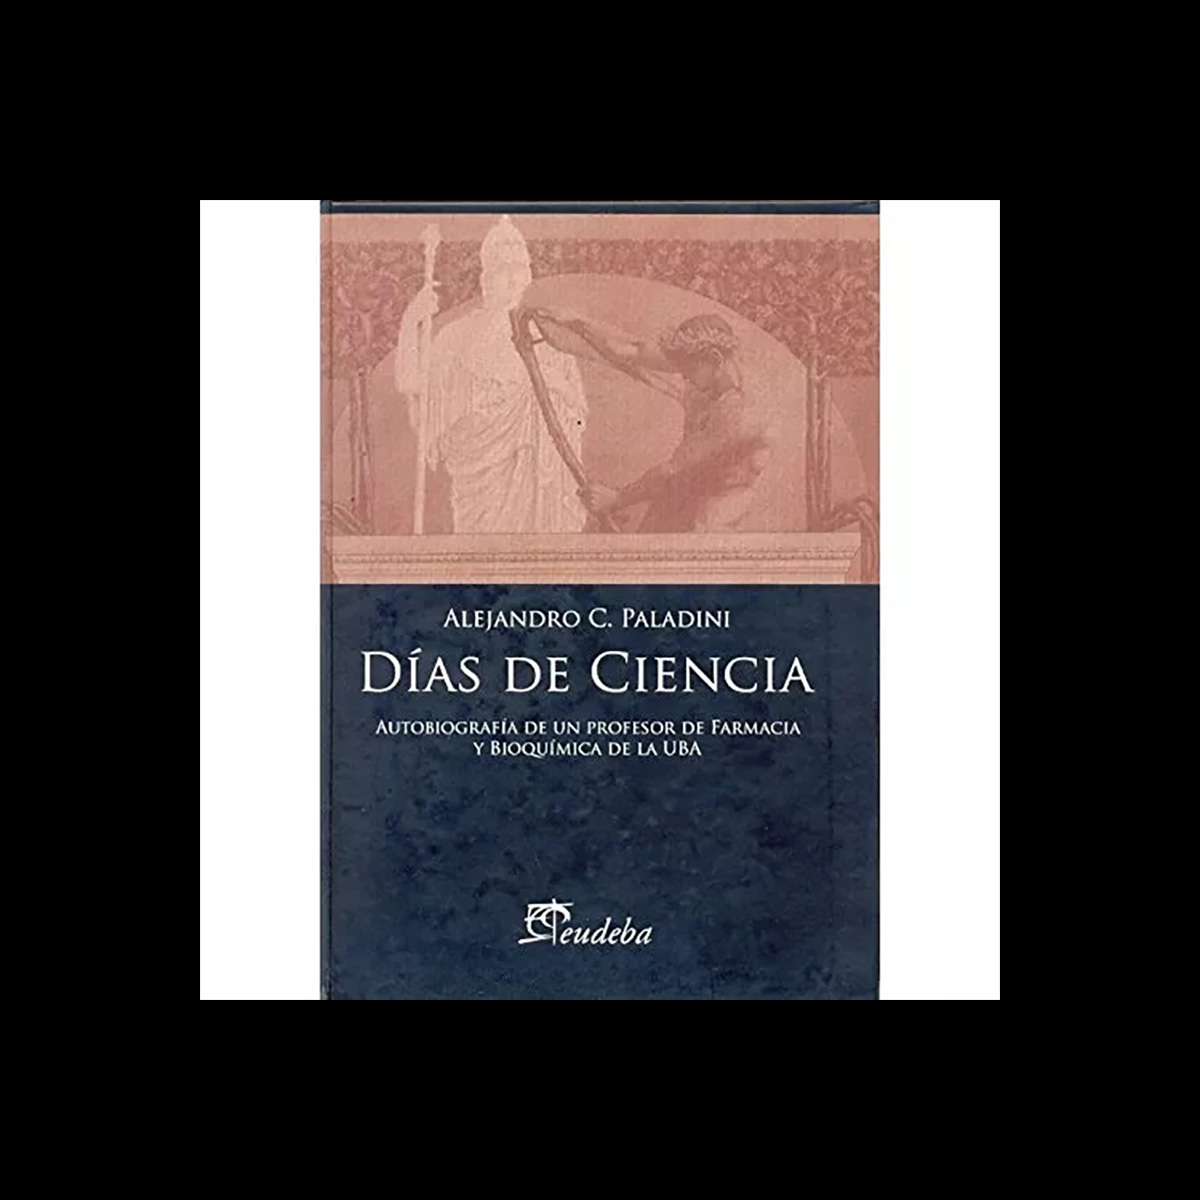 Alejandro C. Paladini
Días de Ciencia
Autobiografía de un profesor de Farmacia
y Bioquímica de la UBA
eudeba